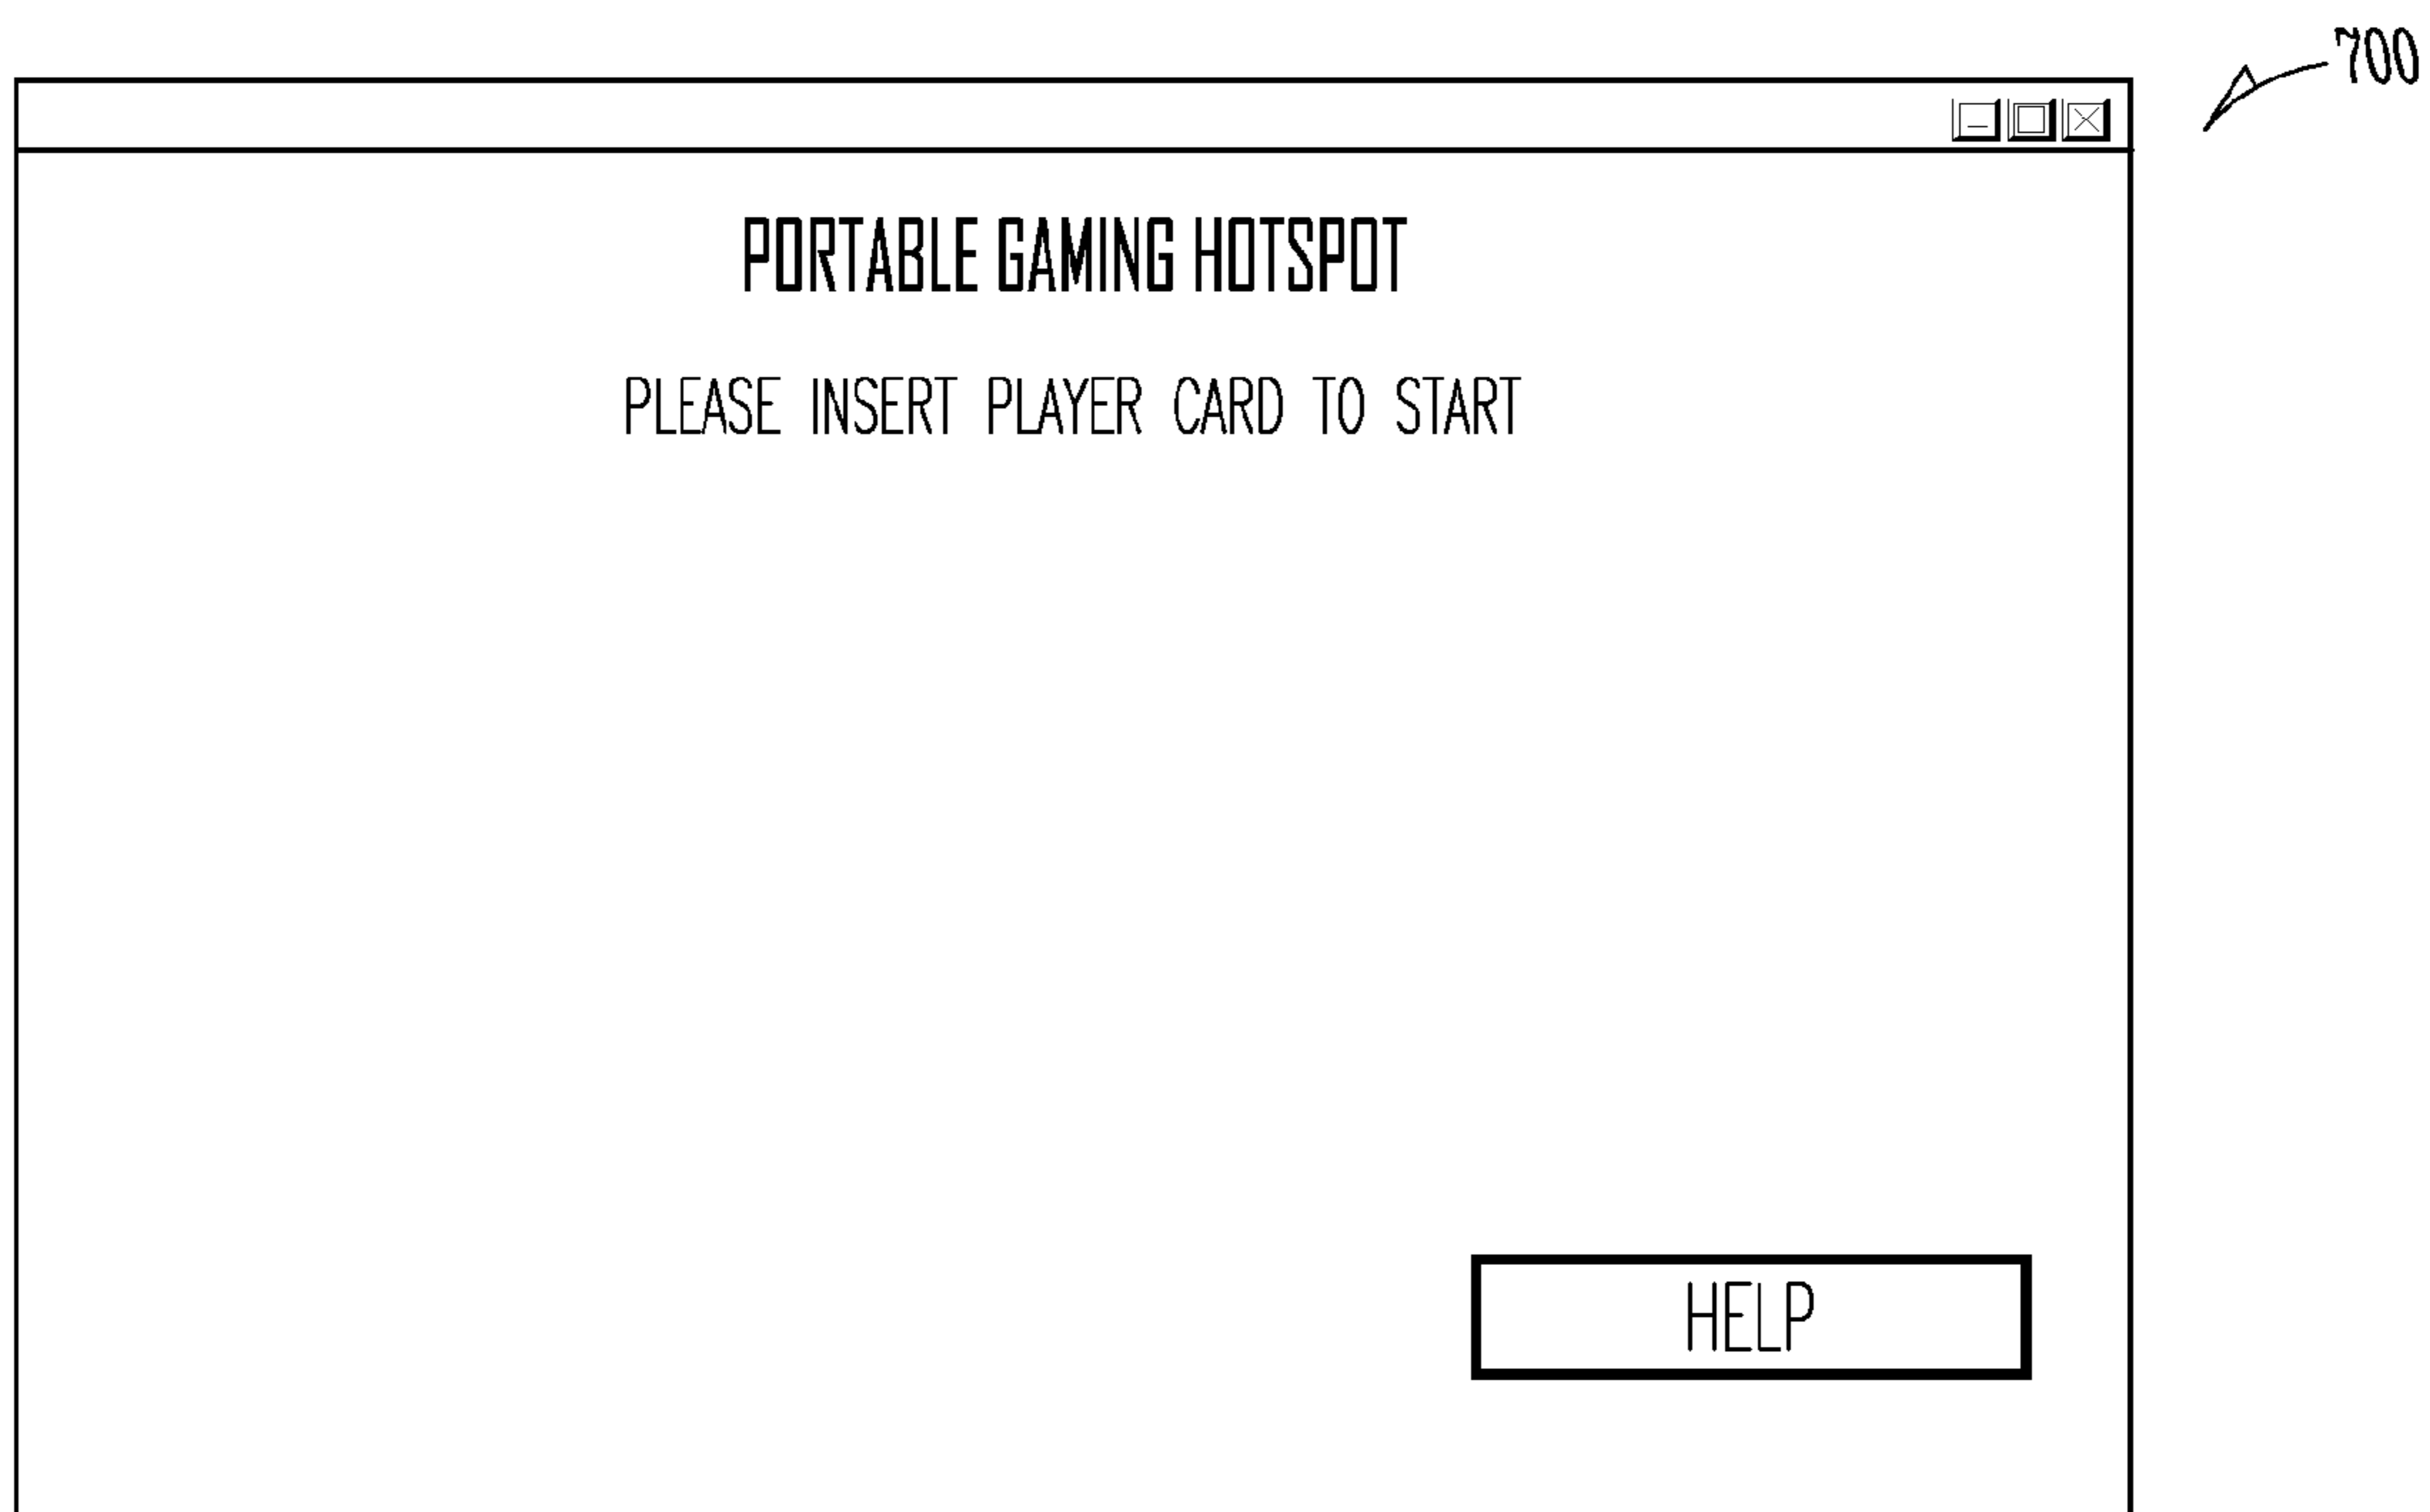 700
PORTABLE GAMING HOTSPOT
PLEASE INSERT PLAYER CARD TO START
HELP